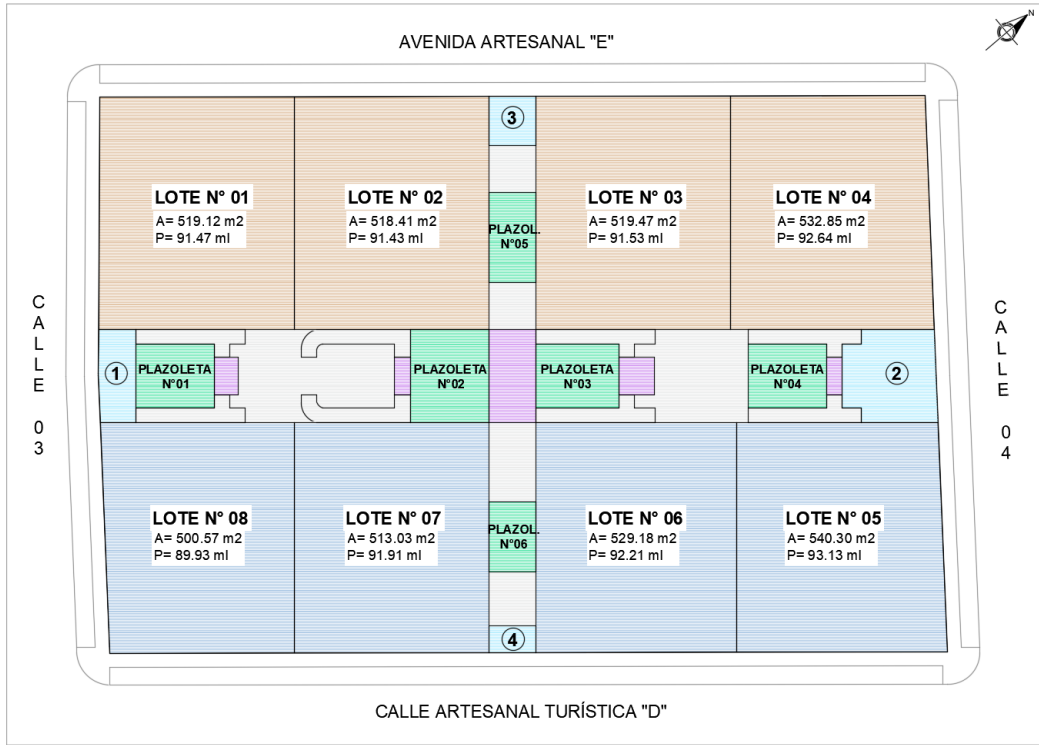 N
AVENIDA ARTESANAL "E"
3
LOTE N° 01
A= 519.12 m2
P= 91.47 ml
LOTE N° 02
A= 518.41 m2
P= 91.43 ml
LOTE N° 03
A= 519.47 m2
P= 91.53 ml
LOTE N° 04
A= 532.85 m2
P= 92.64 ml
PLAZOL.
N°05
CALLE 03
1
PLAZOLETA
N°01
PLAZOLETA
N°02
PLAZOLETA
N°03
PLAZOLETA
N°04
2
CALLE 04
LOTE N° 08
A= 500.57 m2
P= 89.93 ml
LOTE N° 07
A= 513.03 m2
P= 91.91 ml
PLAZOL.
N°06
LOTE N° 06
A= 529.18 m2
P= 92.21 ml
LOTE N° 05
A= 540.30 m2
P= 93.13 ml
4
CALLE ARTESANAL TURÍSTICA "D"